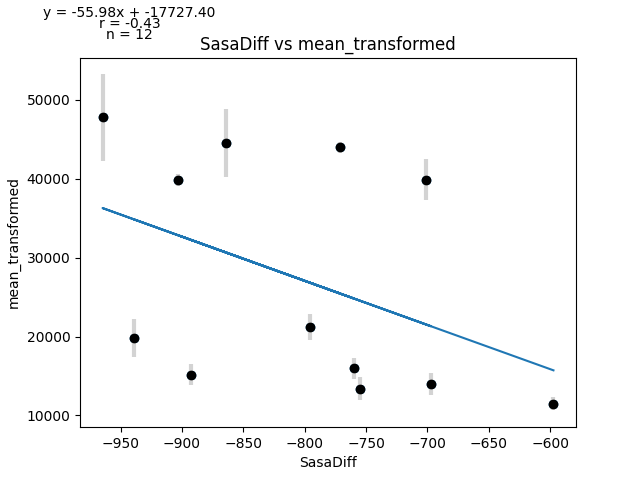 y = -55.98x + -17727.40
r = -0.43
n = 12
SasaDiff vs mean_transformed
50000
40000
30000
20000
10000
mean_transformed
−950 −900 −850 −800 −750 −700 −650 −600
SasaDiff